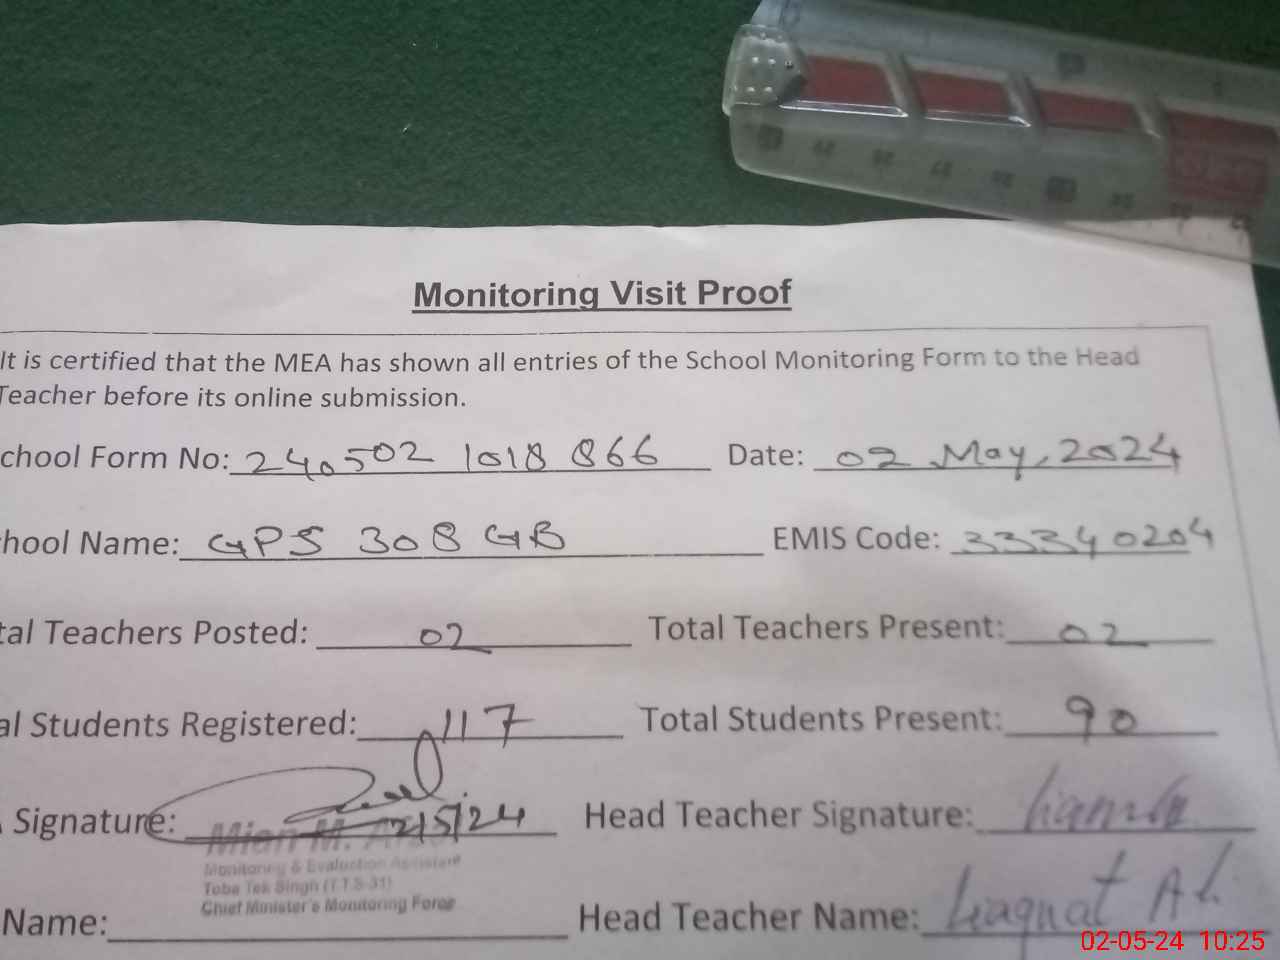 Monitoring Visit Proof
It is certified that the MEA has shown all entries of the School Monitoring Form to the Head
Teacher before its online submission.
chool Form No: 240502 1018 866 Date: 02 May, 2024
hool Name: GPS 308 GB EMIS Code: 33340204
tal Teachers Posted: 02 Total Teachers Present: 02
al Students Registered: 117 Total Students Present: 90
Signature: 2/5/24 Head Teacher Signature:
Mian M.
Monitoring & Evaluation Assistant
Toba Tek Singh (T.T.S-31)
Chief Minister's Monitoring Force
Name: Head Teacher Name: Liaqat Ali
02-05-24 10:25